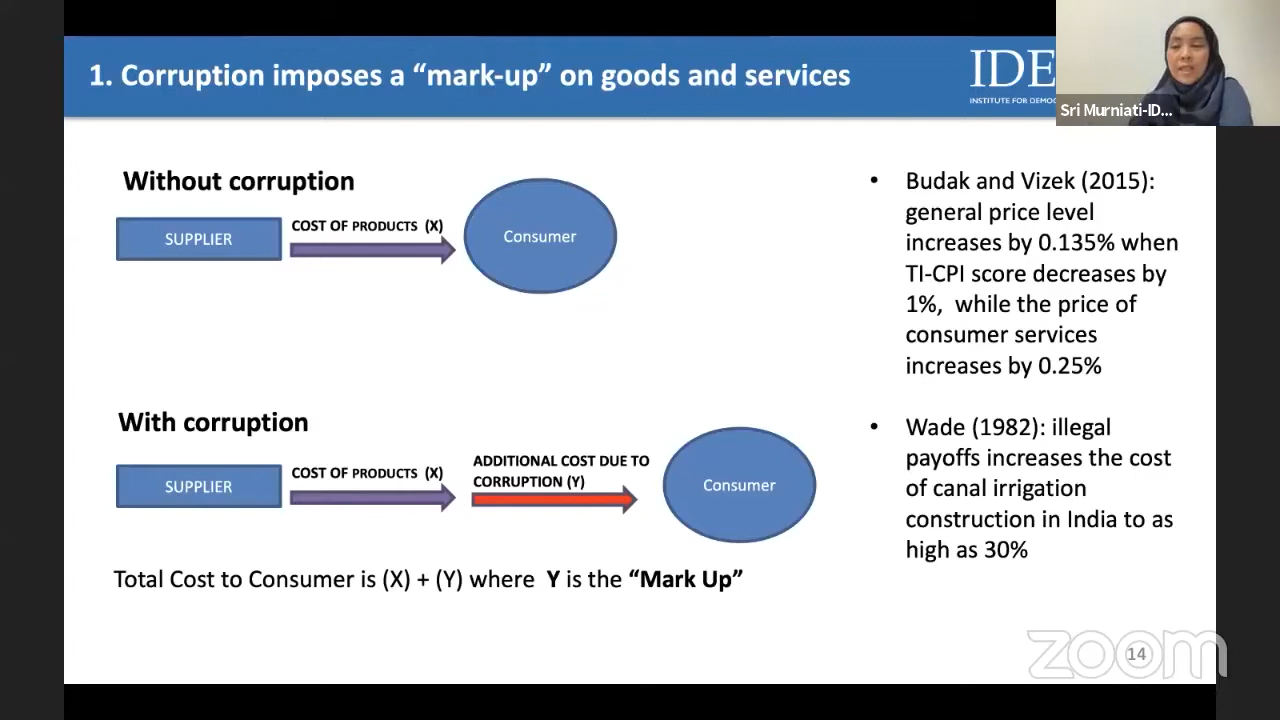 1. Corruption imposes a “mark-up” on goods and services
IDE
INSTITUTE FOR DEMO
Sri Murniati-ID...
Without corruption
SUPPLIER
COST OF PRODUCTS (X)
Consumer
With corruption
SUPPLIER
COST OF PRODUCTS (X)
ADDITIONAL COST DUE TO
CORRUPTION (Y)
Consumer
Total Cost to Consumer is (X) + (Y) where Y is the “Mark Up”
• Budak and Vizek (2015):
general price level
increases by 0.135% when
TI-CPI score decreases by
1%, while the price of
consumer services
increases by 0.25%
• Wade (1982): illegal
payoffs increases the cost
of canal irrigation
construction in India to as
high as 30%
zoom
14